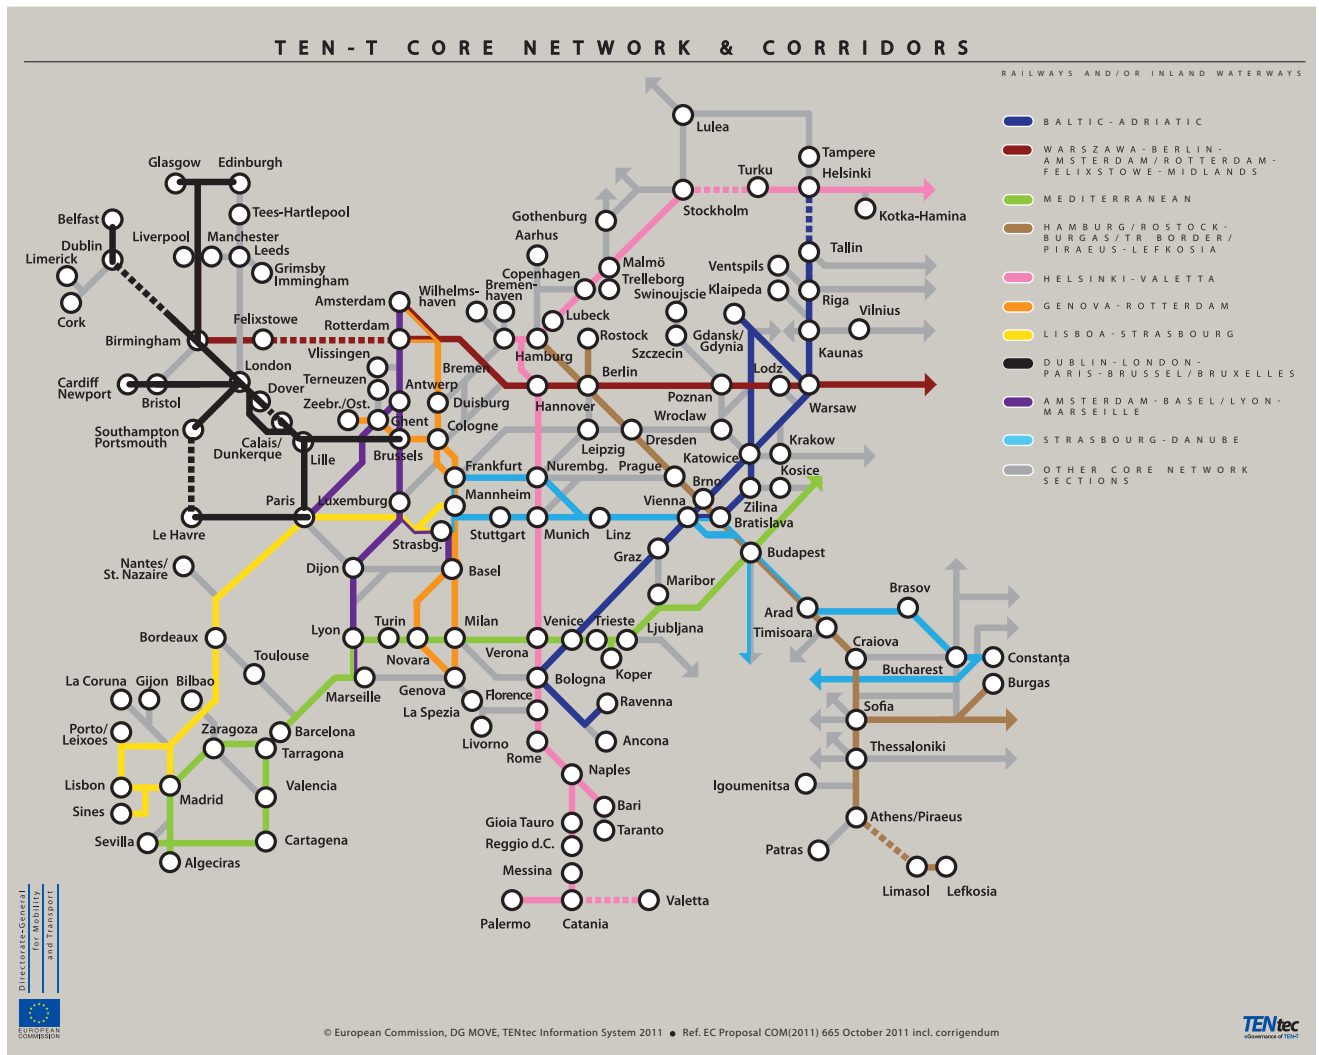 TEN-T CORE NETWORK & CORRIDORS
RAILWAYS AND/OR INLAND WATERWAYS
BALTIC-ADRIATIC
WARSZAWA-BERLIN-
AMSTERDAM/ROTTERDAM-
FELIXSTOWE-MIDLANDS
MEDITERRANEAN
HAMBURG/ROSTOCK-
BURGAS/TR BORDER/
PIRAEUS-LEFKOSIA
HELSINKI-VALETTA
GENOVA-ROTTERDAM
LISBOA-STRASBOURG
DUBLIN-LONDON-
PARIS-BRUSSEL/BRUXELLES
AMSTERDAM-BASEL/LYON-
MARSEILLE
STRASBOURG-DANUBE
OTHER CORE NETWORK
SECTIONS
Lulea
Tampere
Turku
Helsinki
Stockholm
Kotka-Hamina
Glasgow
Edinburgh
Belfast
Tees-Hartlepool
Dublin
Liverpool
Manchester
Leeds
Limerick
Grimsby
Immingham
Cork
Gothenburg
Aarhus
Tallin
Copenhagen
Malmö
Trelleborg
Ventspils
Klaipeda
Riga
Swinoujscie
Amsterdam
Wilhelms-
haven
Bremen-
haven
Lubeck
Vilnius
Felixstowe
Rotterdam
Rostock
Gdansk/
Gdynia
Birmingham
Hamburg
Szczecin
Kaunas
Vlissingen
London
Bremen
Berlin
Lodz
Terneuzen
Cardiff
Newport
Dover
Antwerp
Bristol
Hannover
Poznan
Warsaw
Zeebr./Ost.
Duisburg
Wroclaw
Ghent
Southampton
Portsmouth
Cologne
Calais/
Dunkerque
Lille
Brussels
Leipzig
Dresden
Krakow
Katowice
Frankfurt
Nurembg.
Prague
Kosice
Brno
Paris
Luxemburg
Mannheim
Vienna
Zilina
Bratislava
Le Havre
Strasbg.
Stuttgart
Munich
Linz
Graz
Budapest
Nantes/
St. Nazaire
Dijon
Basel
Maribor
Brasov
Arad
Bordeaux
Lyon
Turin
Milan
Venice
Trieste
Ljubljana
Timisoara
Craiova
Novara
Verona
Koper
Bucharest
Constanţa
Toulouse
Marseille
Genova
Bologna
Burgas
La Coruna
Gijon
Bilbao
Florence
Ravenna
La Spezia
Sofia
Porto/
Leixoes
Zaragoza
Barcelona
Livorno
Ancona
Tarragona
Rome
Thessaloniki
Lisbon
Madrid
Valencia
Naples
Igoumenitsa
Sines
Bari
Gioia Tauro
Taranto
Athens/Piraeus
Sevilla
Cartagena
Reggio d.C.
Patras
Algeciras
Messina
Limasol
Lefkosia
Palermo
Catania
Valetta
Directorate-General
for Mobility
and Transport
EUROPEAN
COMMISSION
© European Commission, DG MOVE, TENtec Information System 2011 ● Ref. EC Proposal COM(2011) 665 October 2011 incl. corrigendum
TENtec
eGovernance of TEN-T